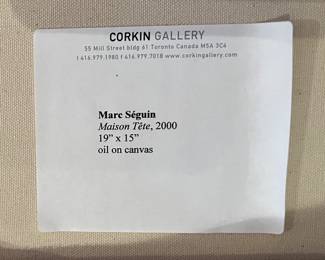 CORKIN GALLERY
55 Mill Street bldg 61 Toronto Canada M5A 3C4
t 416.979.1980 f 416.979.7018 www.corkingallery.com
Marc Séguin
Maison Tête, 2000
19" x 15"
oil on canvas